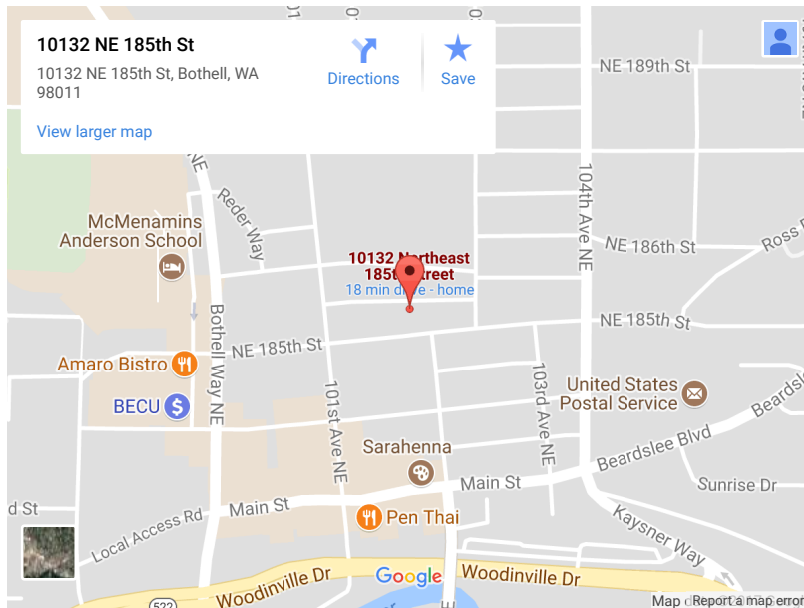 10132 NE 185th St
10132 NE 185th St, Bothell, WA
98011
View larger map
Directions
Save
NE 189th St
NE
Reder Way
104th Ave NE
McMenamins
Anderson School
NE 186th St
Ross
10132 Northeast
185th Street
18 min drive - home
Bothell Way NE
NE 185th St
NE 185th St
Amaro Bistro
BECU
101st Ave NE
103rd Ave NE
United States
Postal Service
Beardslee
Beardslee Blvd
Sarahenna
Main St
Sunrise Dr
d St
Main St
Local Access Rd
Pen Thai
Kaysner Way
Google
Woodinville Dr
Woodinville Dr
522
Map
Report a map error